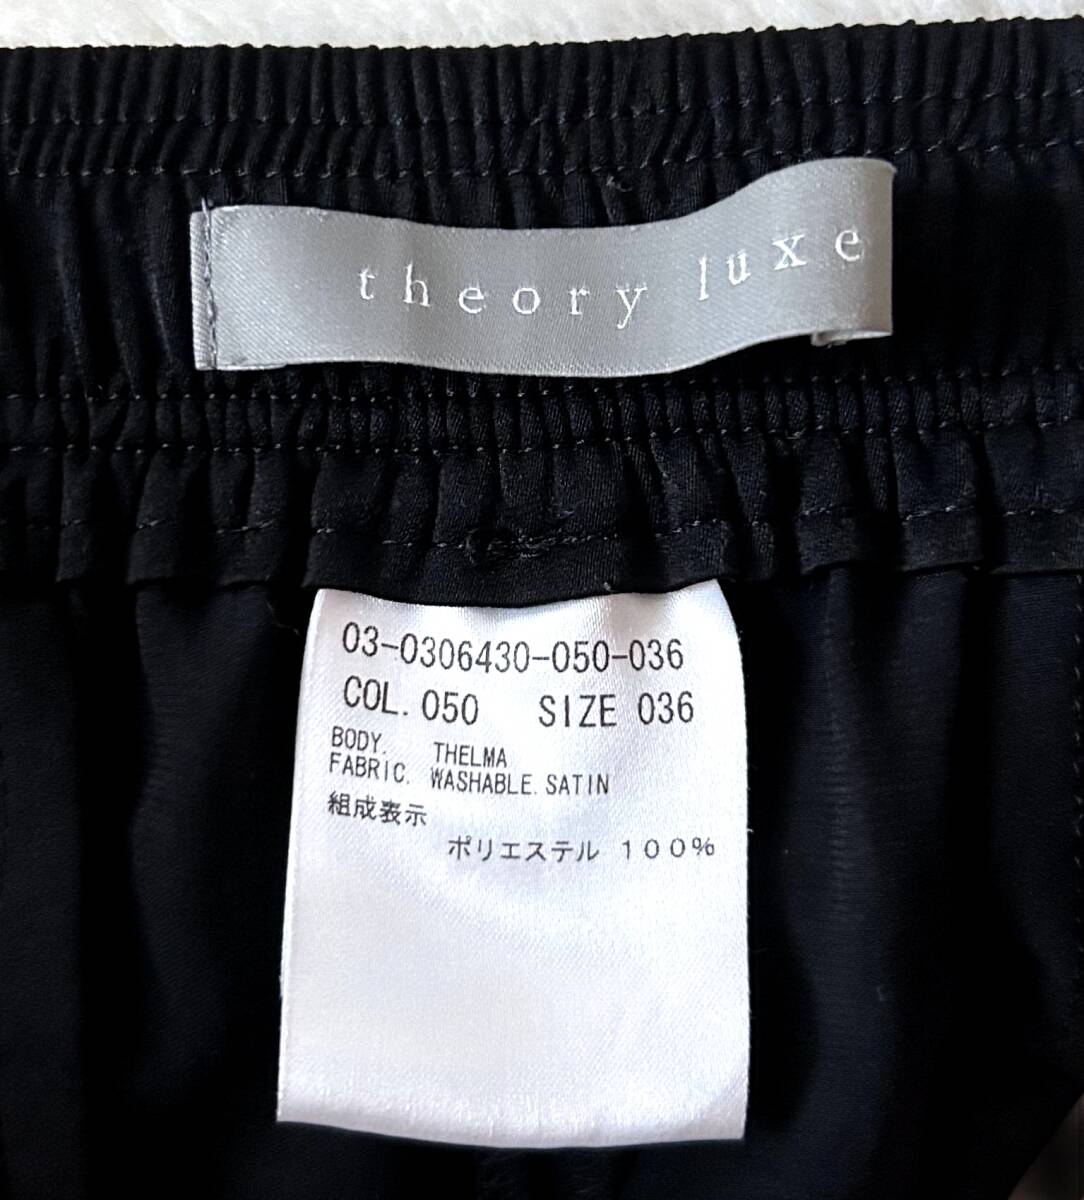 theory luxe
03-0306430-050-036
COL. 050 SIZE 036
BODY. THELMA
FABRIC. WASHABLE. SATIN
組成表示
ポリエステル １００％